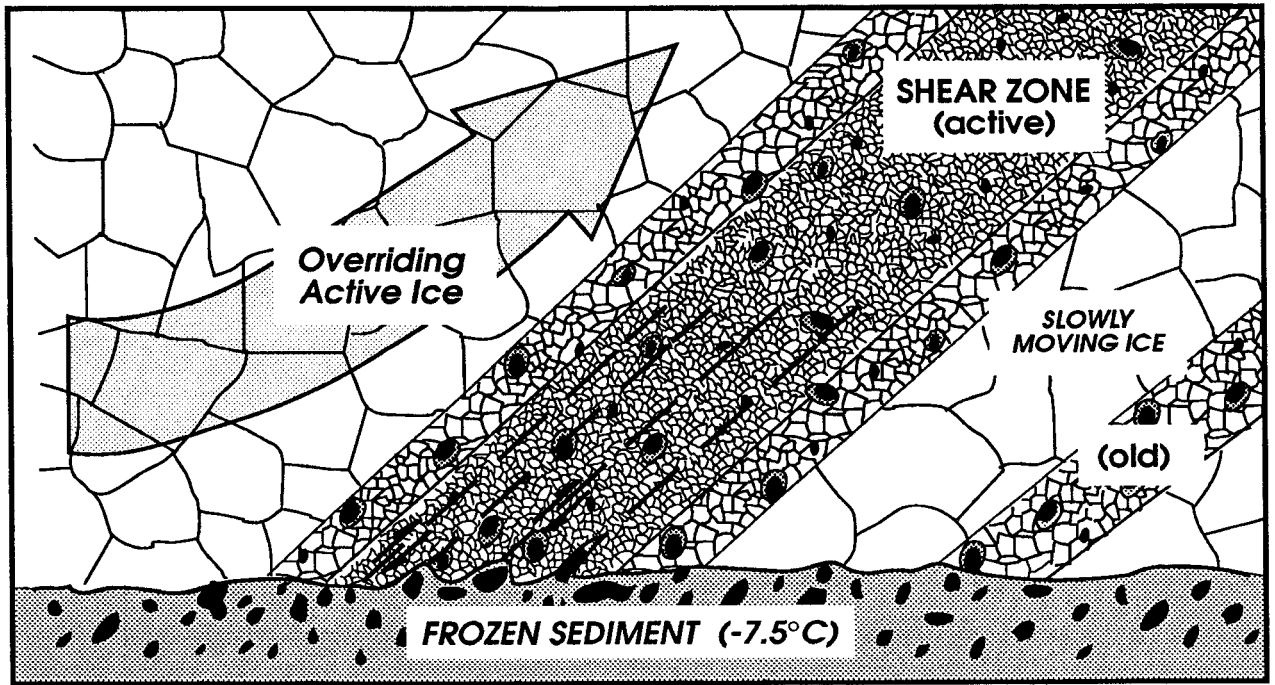 SHEAR ZONE
(active)
Overriding
Active Ice
SLOWLY
MOVING ICE
(old)
FROZEN SEDIMENT (-7.5°C)